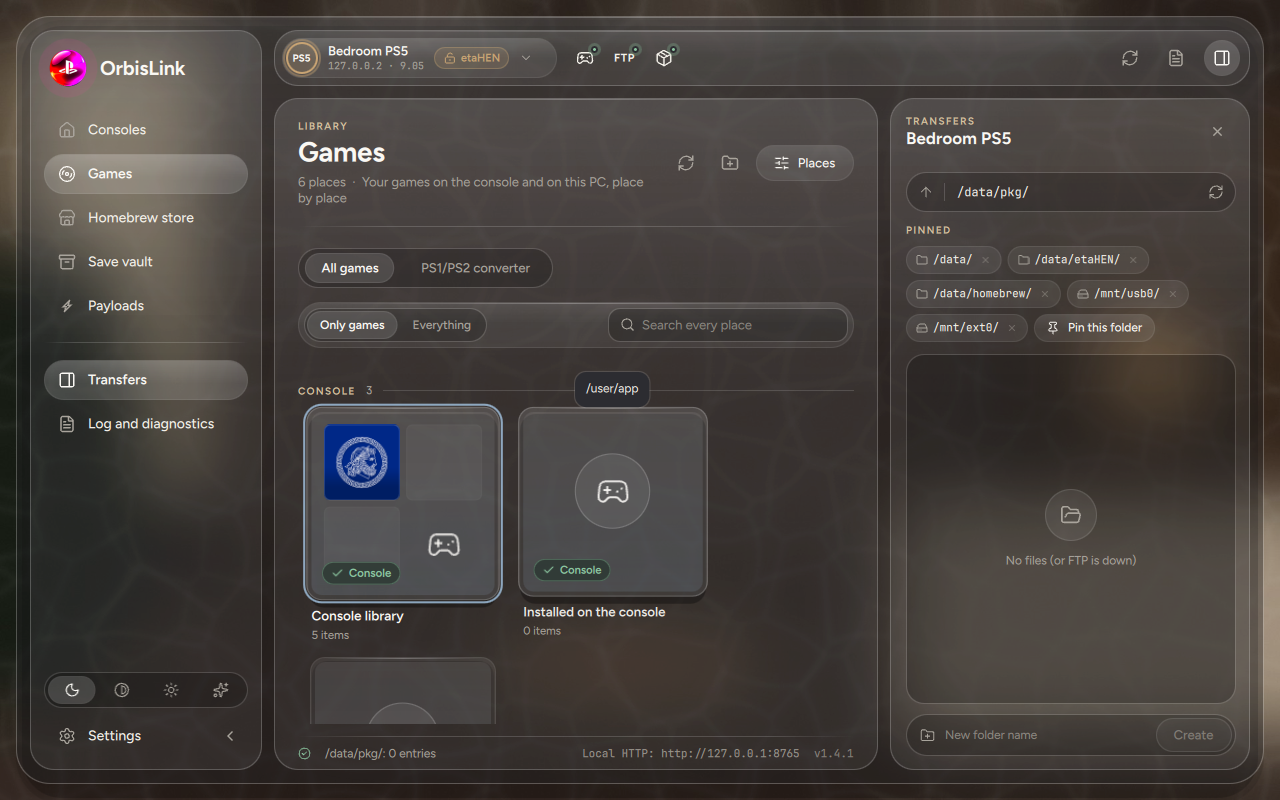 OrbisLink
Consoles
Games
Homebrew store
Save vault
Payloads
Transfers
Log and diagnostics
Settings
PS5
Bedroom PS5
127.0.0.2 · 9.05
etaHEN
FTP
LIBRARY
Games
6 places · Your games on the console and on this PC, place
by place
Places
All games
PS1/PS2 converter
Only games
Everything
Search every place
CONSOLE 3
/user/app
Console
Console library
5 items
Console
Installed on the console
0 items
/data/pkg/: 0 entries
Local HTTP: http://127.0.0.1:8765 v1.4.1
TRANSFERS
Bedroom PS5
/data/pkg/
PINNED
/data/ ×
/data/etaHEN/ ×
/data/homebrew/ ×
/mnt/usb0/ ×
/mnt/ext0/ ×
Pin this folder
No files (or FTP is down)
New folder name
Create